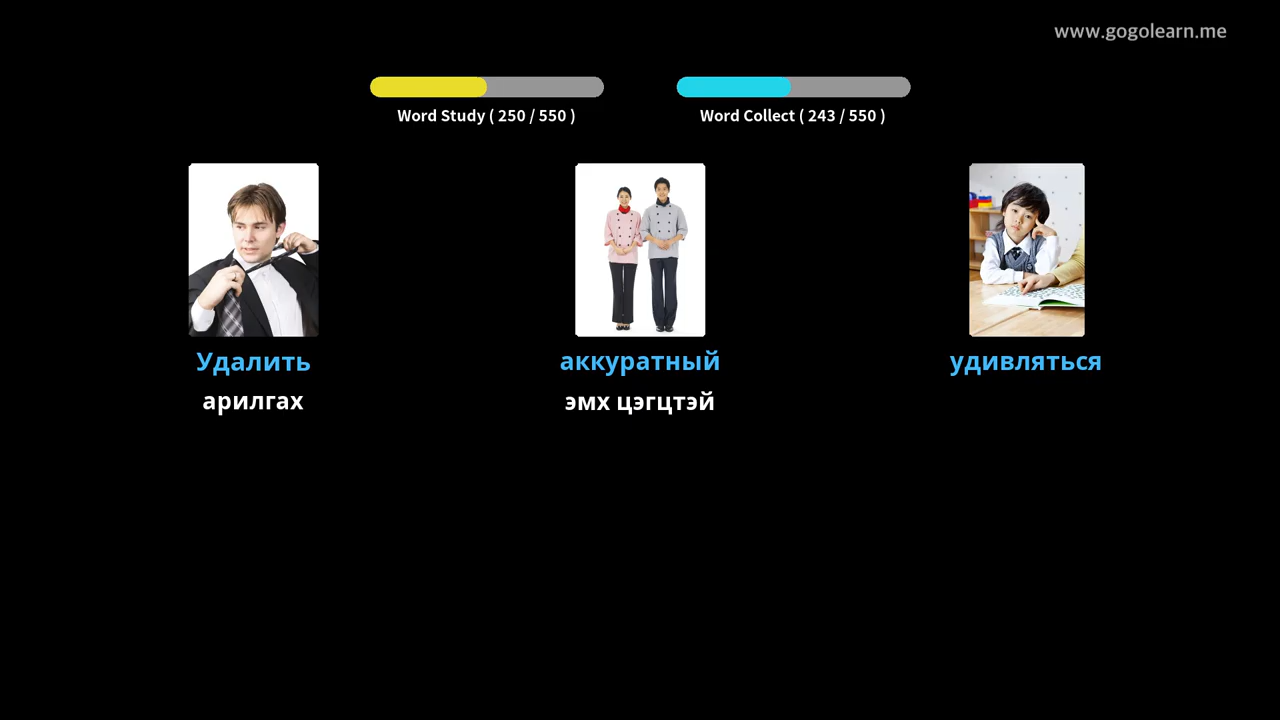 www.gogolearn.me
Word Study ( 250 / 550 )
Word Collect ( 243 / 550 )
Удалить
аккуратный
удивляться
арилгах
эмх цэгцтэй